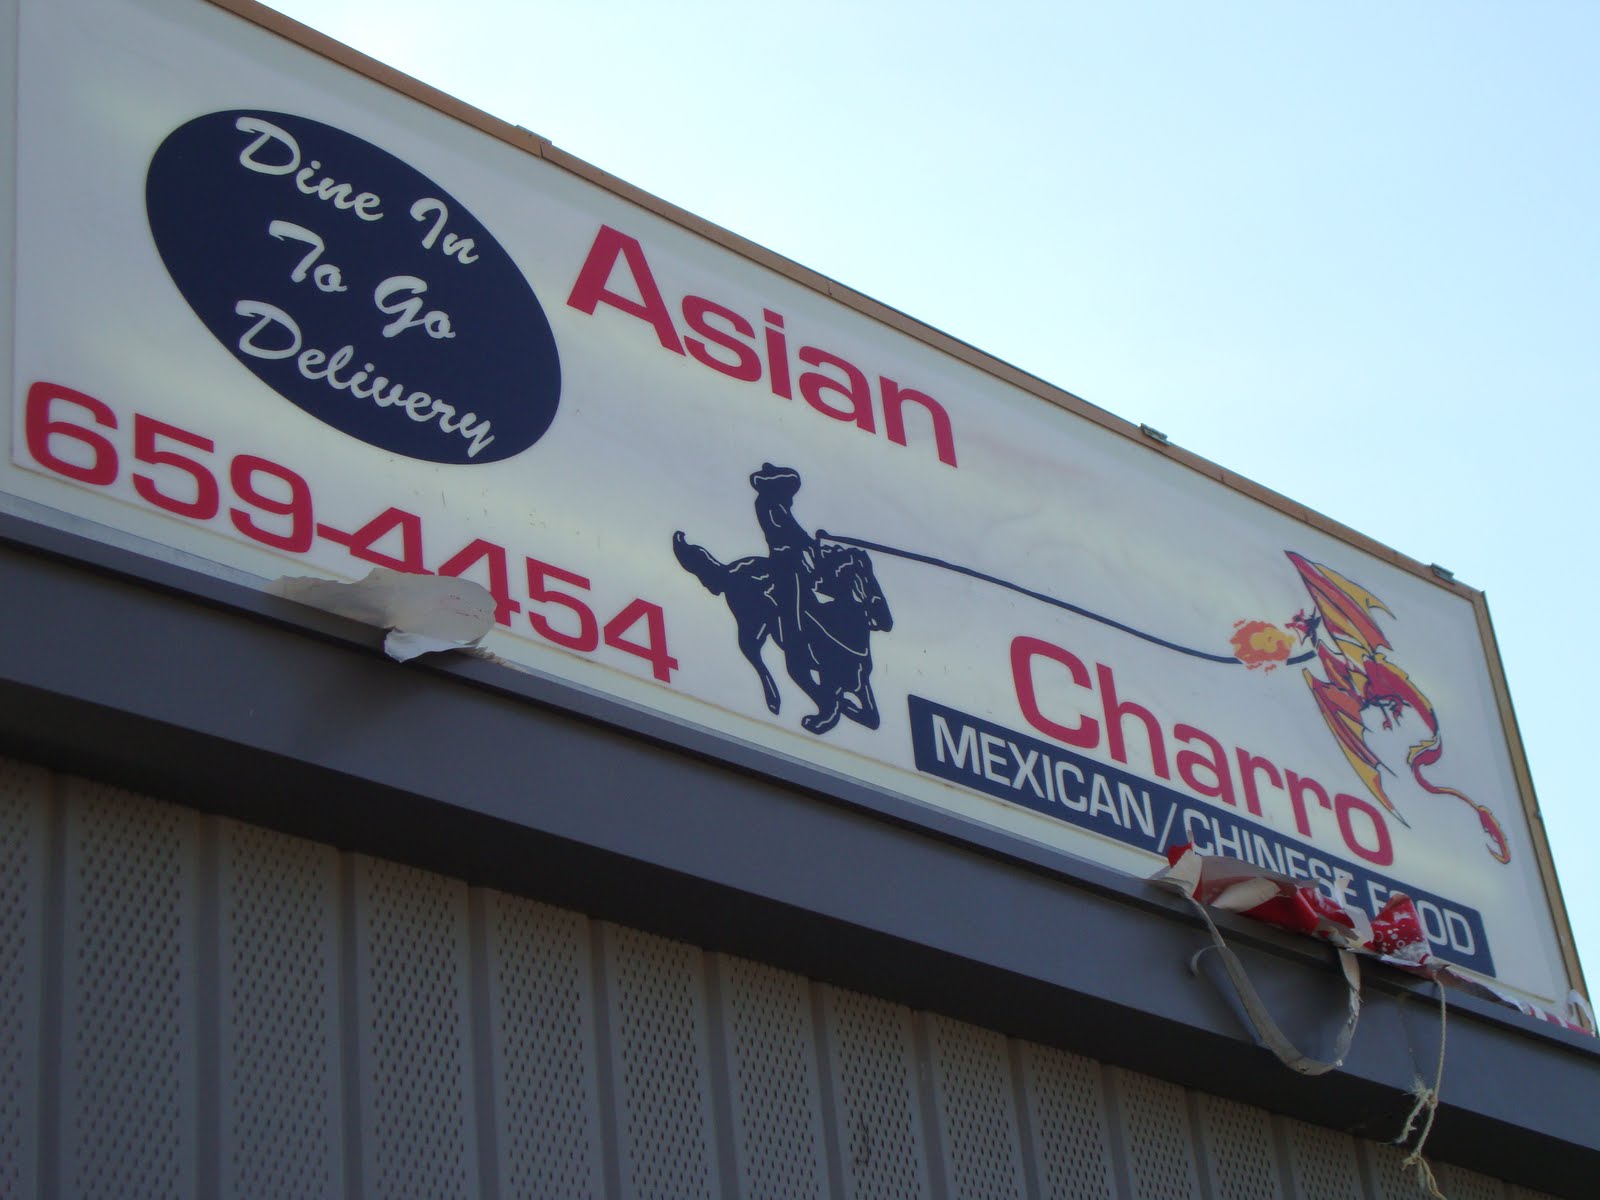 Dine In
To Go
Delivery
659-4454
Asian
Charro
MEXICAN/CHINESE FOOD